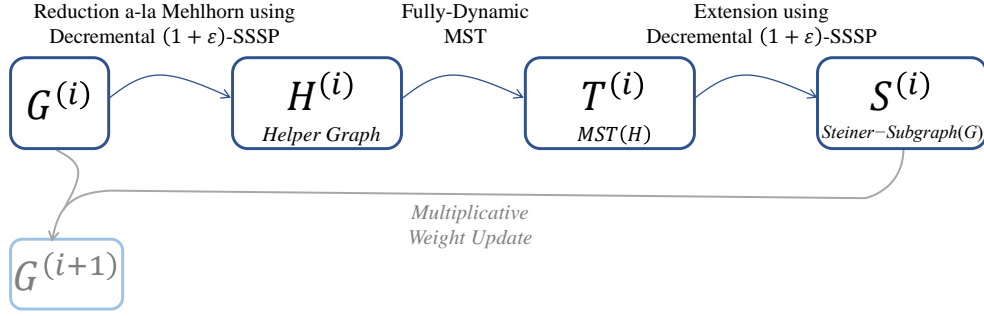 Reduction a-la Mehlhorn using
Decremental (1 + ε)-SSSP
Fully-Dynamic
MST
Extension using
Decremental (1 + ε)-SSSP
G^(i)
H^(i)
Helper Graph
T^(i)
MST(H)
S^(i)
Steiner−Subgraph(G)
Multiplicative
Weight Update
G^(i+1)